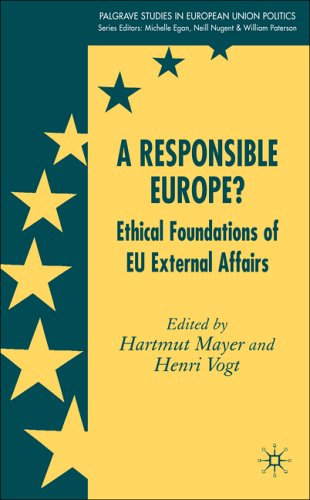 PALGRAVE STUDIES IN EUROPEAN UNION POLITICS
Series Editors: Michelle Egan, Neill Nugent & William Paterson
A RESPONSIBLE
EUROPE?
Ethical Foundations of
EU External Affairs
Edited by
Hartmut Mayer and
Henri Vogt